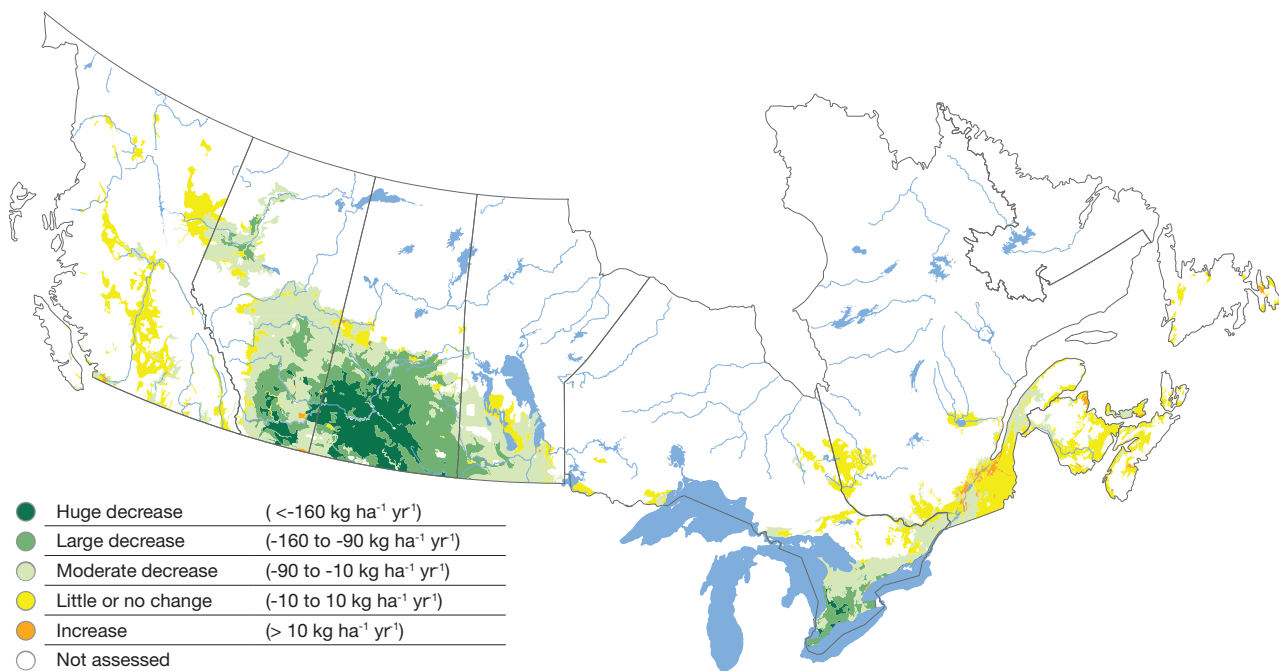 Huge decrease ( <-160 kg ha⁻¹ yr⁻¹)
Large decrease (-160 to -90 kg ha⁻¹ yr⁻¹)
Moderate decrease (-90 to -10 kg ha⁻¹ yr⁻¹)
Little or no change (-10 to 10 kg ha⁻¹ yr⁻¹)
Increase (> 10 kg ha⁻¹ yr⁻¹)
Not assessed